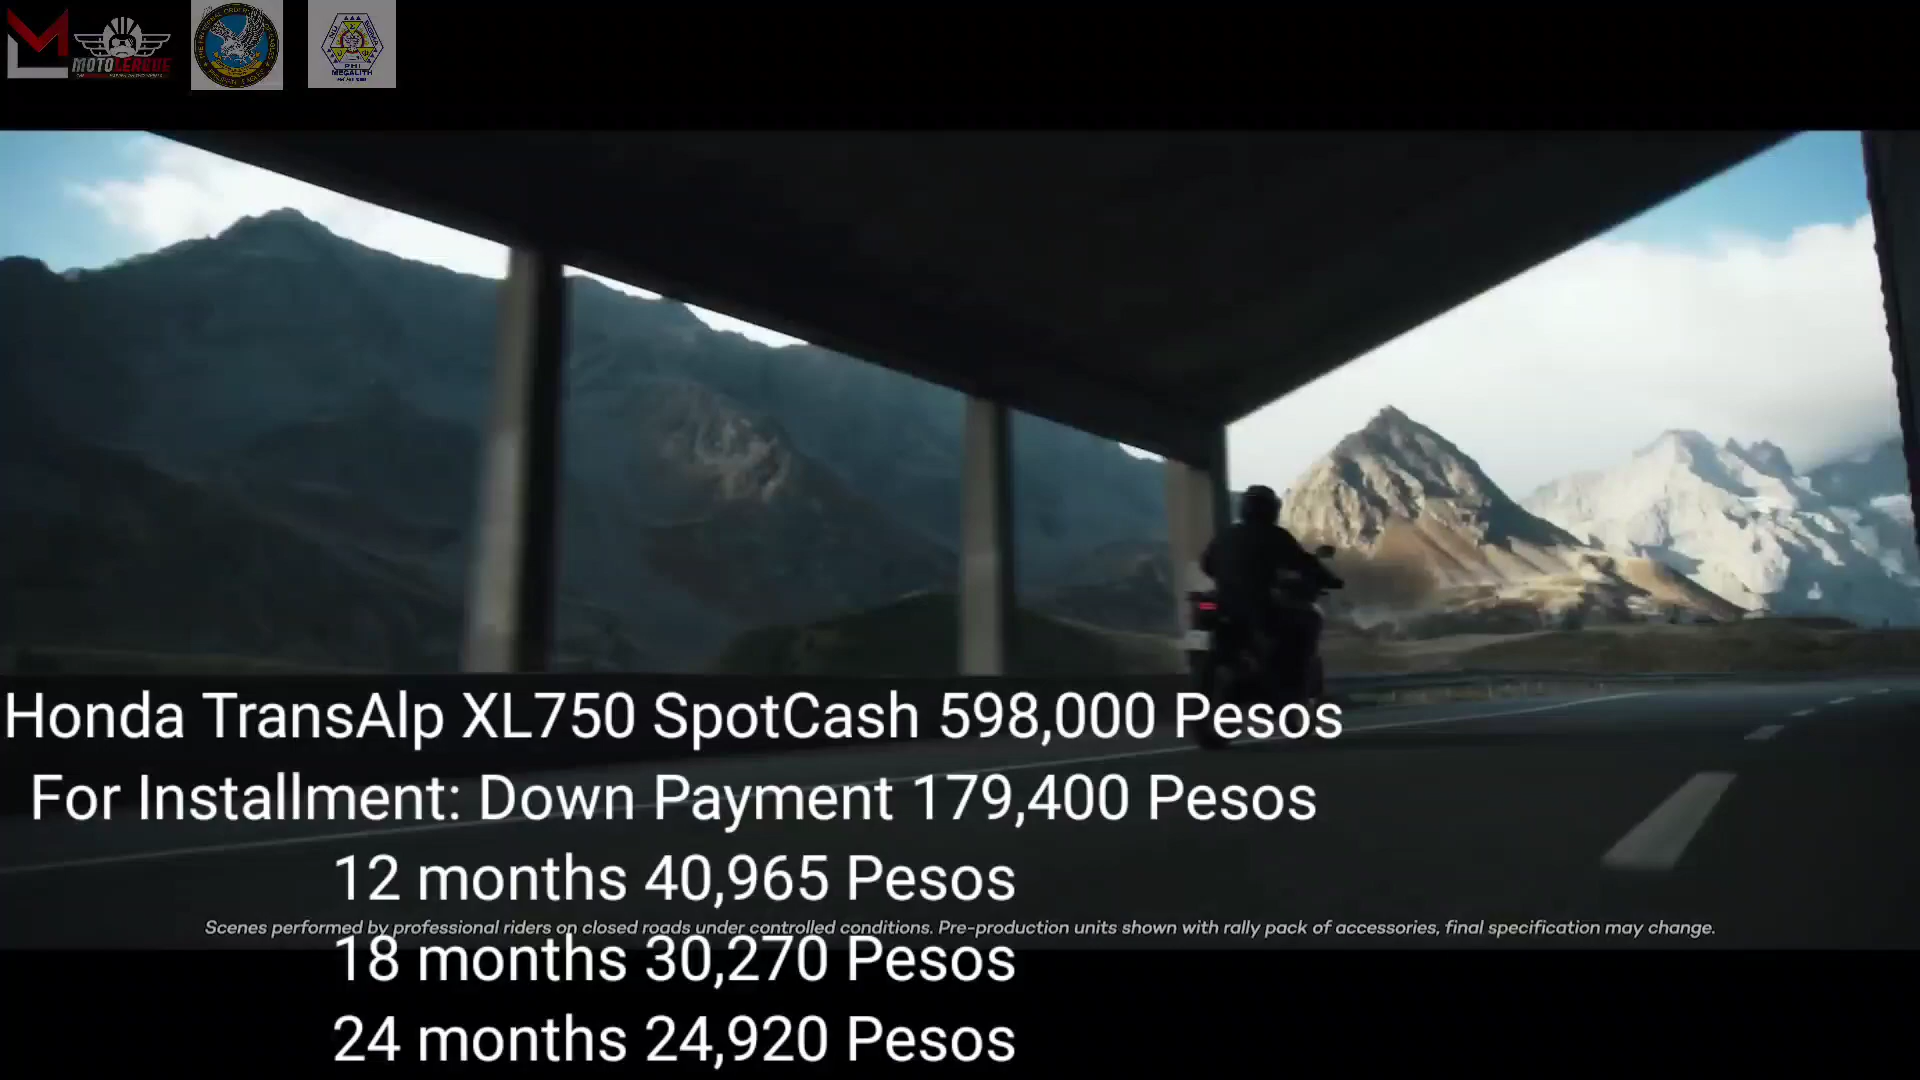 MOTOLEAGUE
PHI
MEGALITH
Honda TransAlp XL750 SpotCash 598,000 Pesos
For Installment: Down Payment 179,400 Pesos
12 months 40,965 Pesos
Scenes performed by professional riders on closed roads under controlled conditions. Pre-production units shown with rally pack of accessories, final specification may change.
18 months 30,270 Pesos
24 months 24,920 Pesos